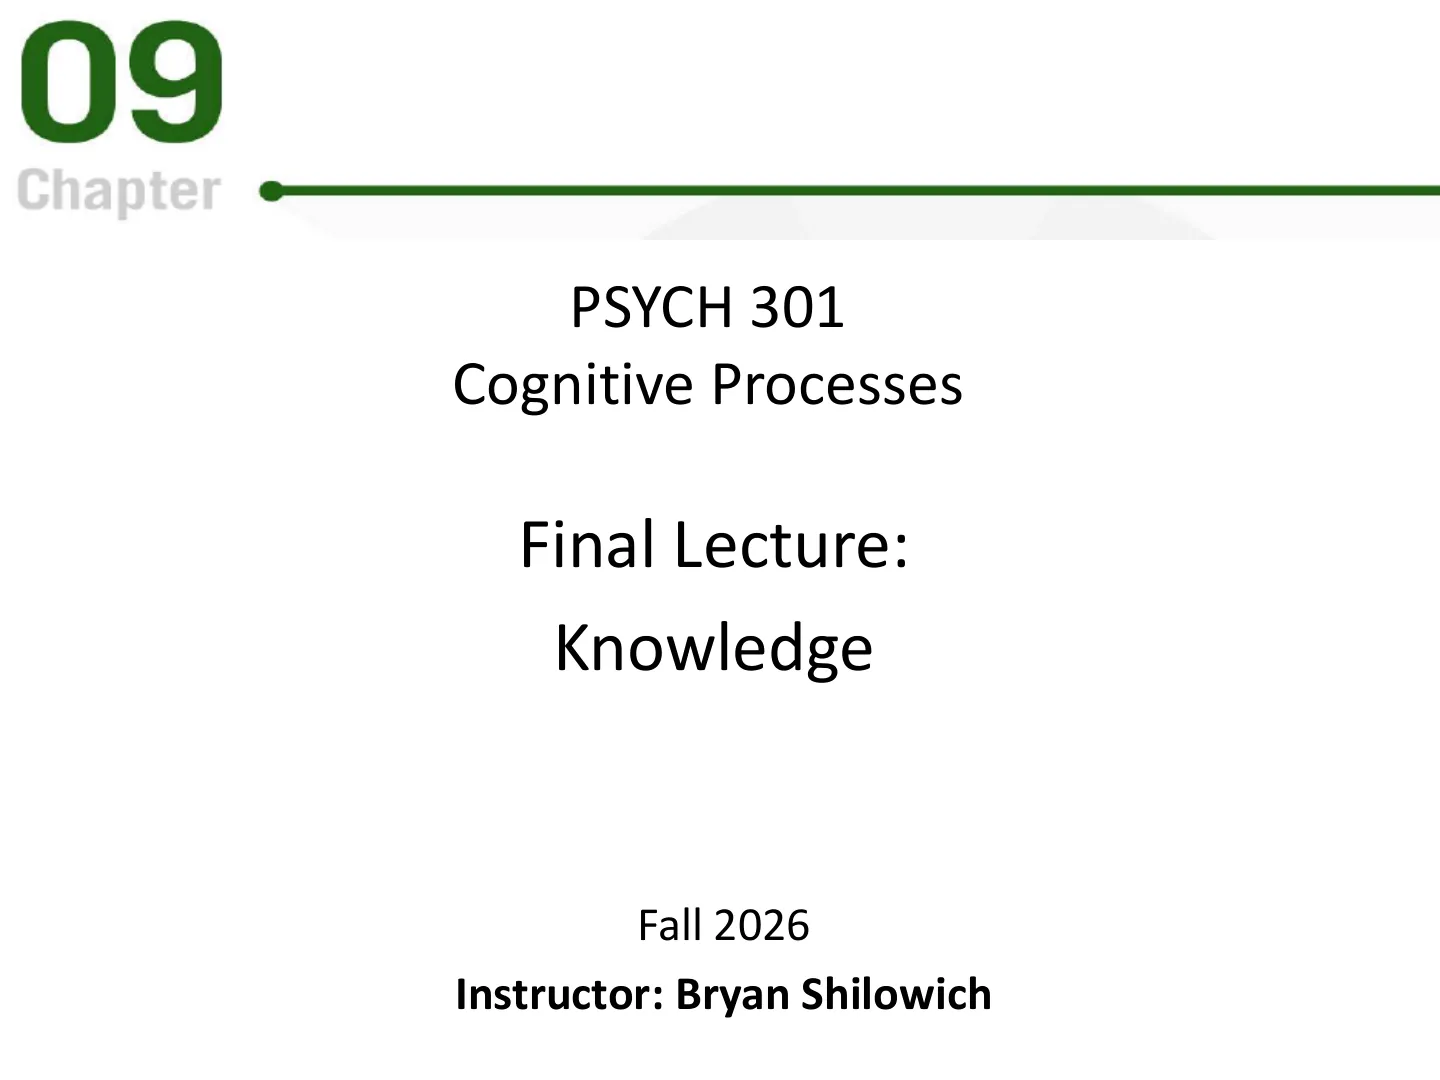 09
Chapter
PSYCH 301
Cognitive Processes
Final Lecture:
Knowledge
Fall 2026
Instructor: Bryan Shilowich